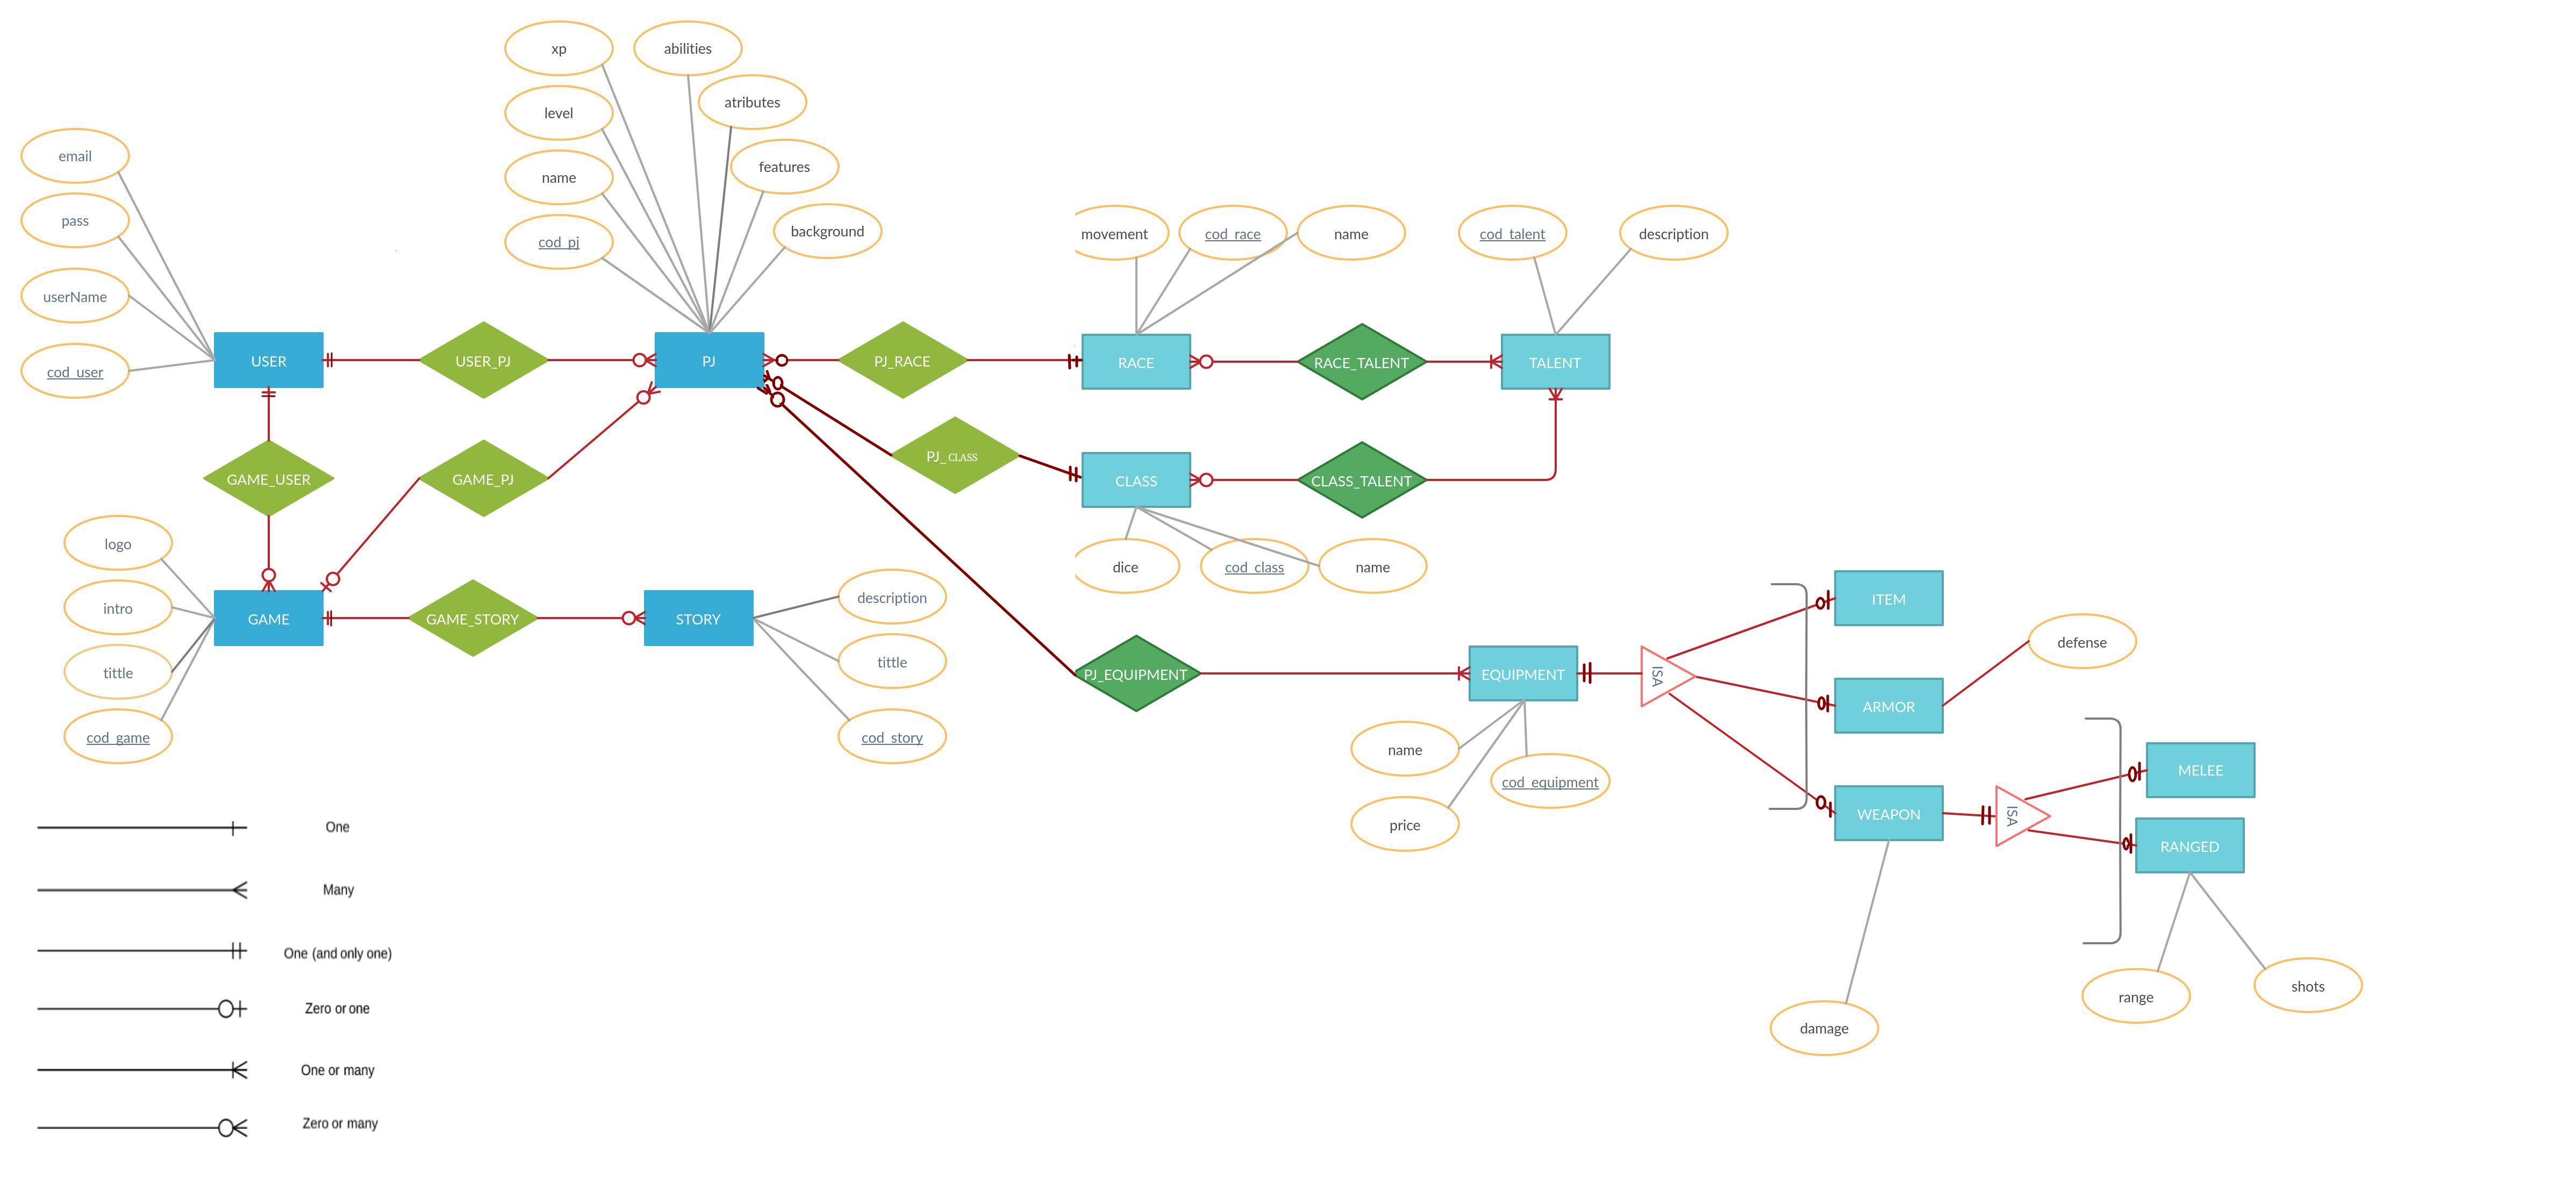 xp
abilities
level
atributes
name
features
cod_pj
background
email
pass
userName
cod_user
movement
cod_race
name
cod_talent
description
USER
USER_PJ
PJ
PJ_RACE
RACE
RACE_TALENT
TALENT
GAME_USER
GAME_PJ
PJ_CLASS
CLASS
CLASS_TALENT
dice
cod_class
name
logo
intro
tittle
cod_game
GAME
GAME_STORY
STORY
description
tittle
cod_story
PJ_EQUIPMENT
EQUIPMENT
name
cod_equipment
price
ISA
ITEM
ARMOR
defense
WEAPON
ISA
MELEE
RANGED
damage
range
shots
One
Many
One (and only one)
Zero or one
One or many
Zero or many